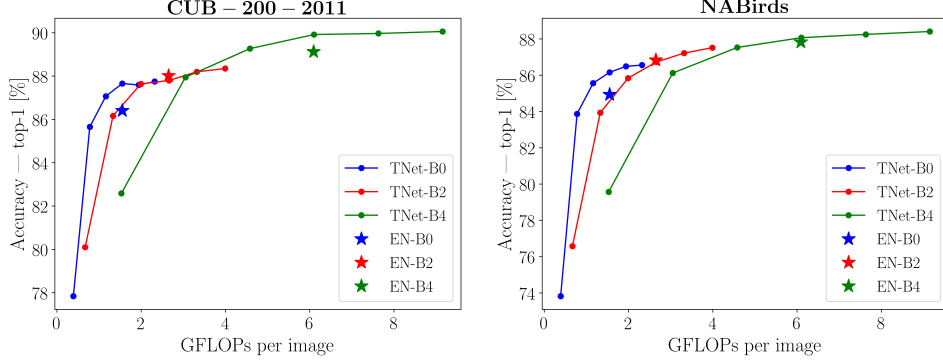 CUB – 200 – 2011
Accuracy — top-1 [%]
90
88
86
84
82
80
78
0 2 4 6 8
GFLOPs per image
TNet-B0
TNet-B2
TNet-B4
EN-B0
EN-B2
EN-B4
NABirds
Accuracy — top-1 [%]
88
86
84
82
80
78
76
74
0 2 4 6 8
GFLOPs per image
TNet-B0
TNet-B2
TNet-B4
EN-B0
EN-B2
EN-B4